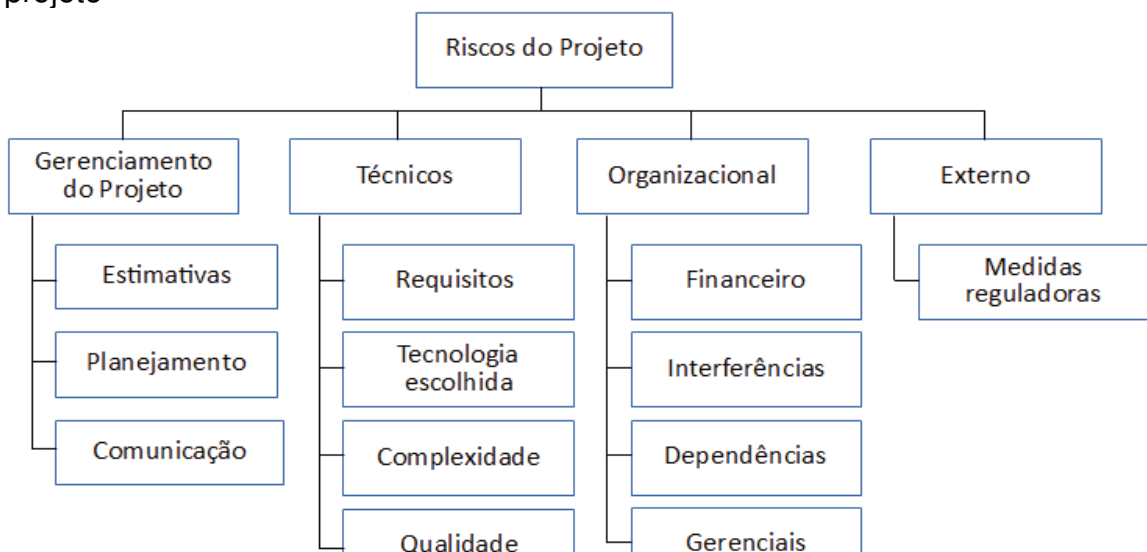 projeto
Riscos do Projeto
Gerenciamento
do Projeto
Técnicos
Organizacional
Externo
Estimativas
Requisitos
Financeiro
Medidas
reguladoras
Planejamento
Tecnologia
escolhida
Interferências
Comunicação
Complexidade
Dependências
Qualidade
Gerenciais